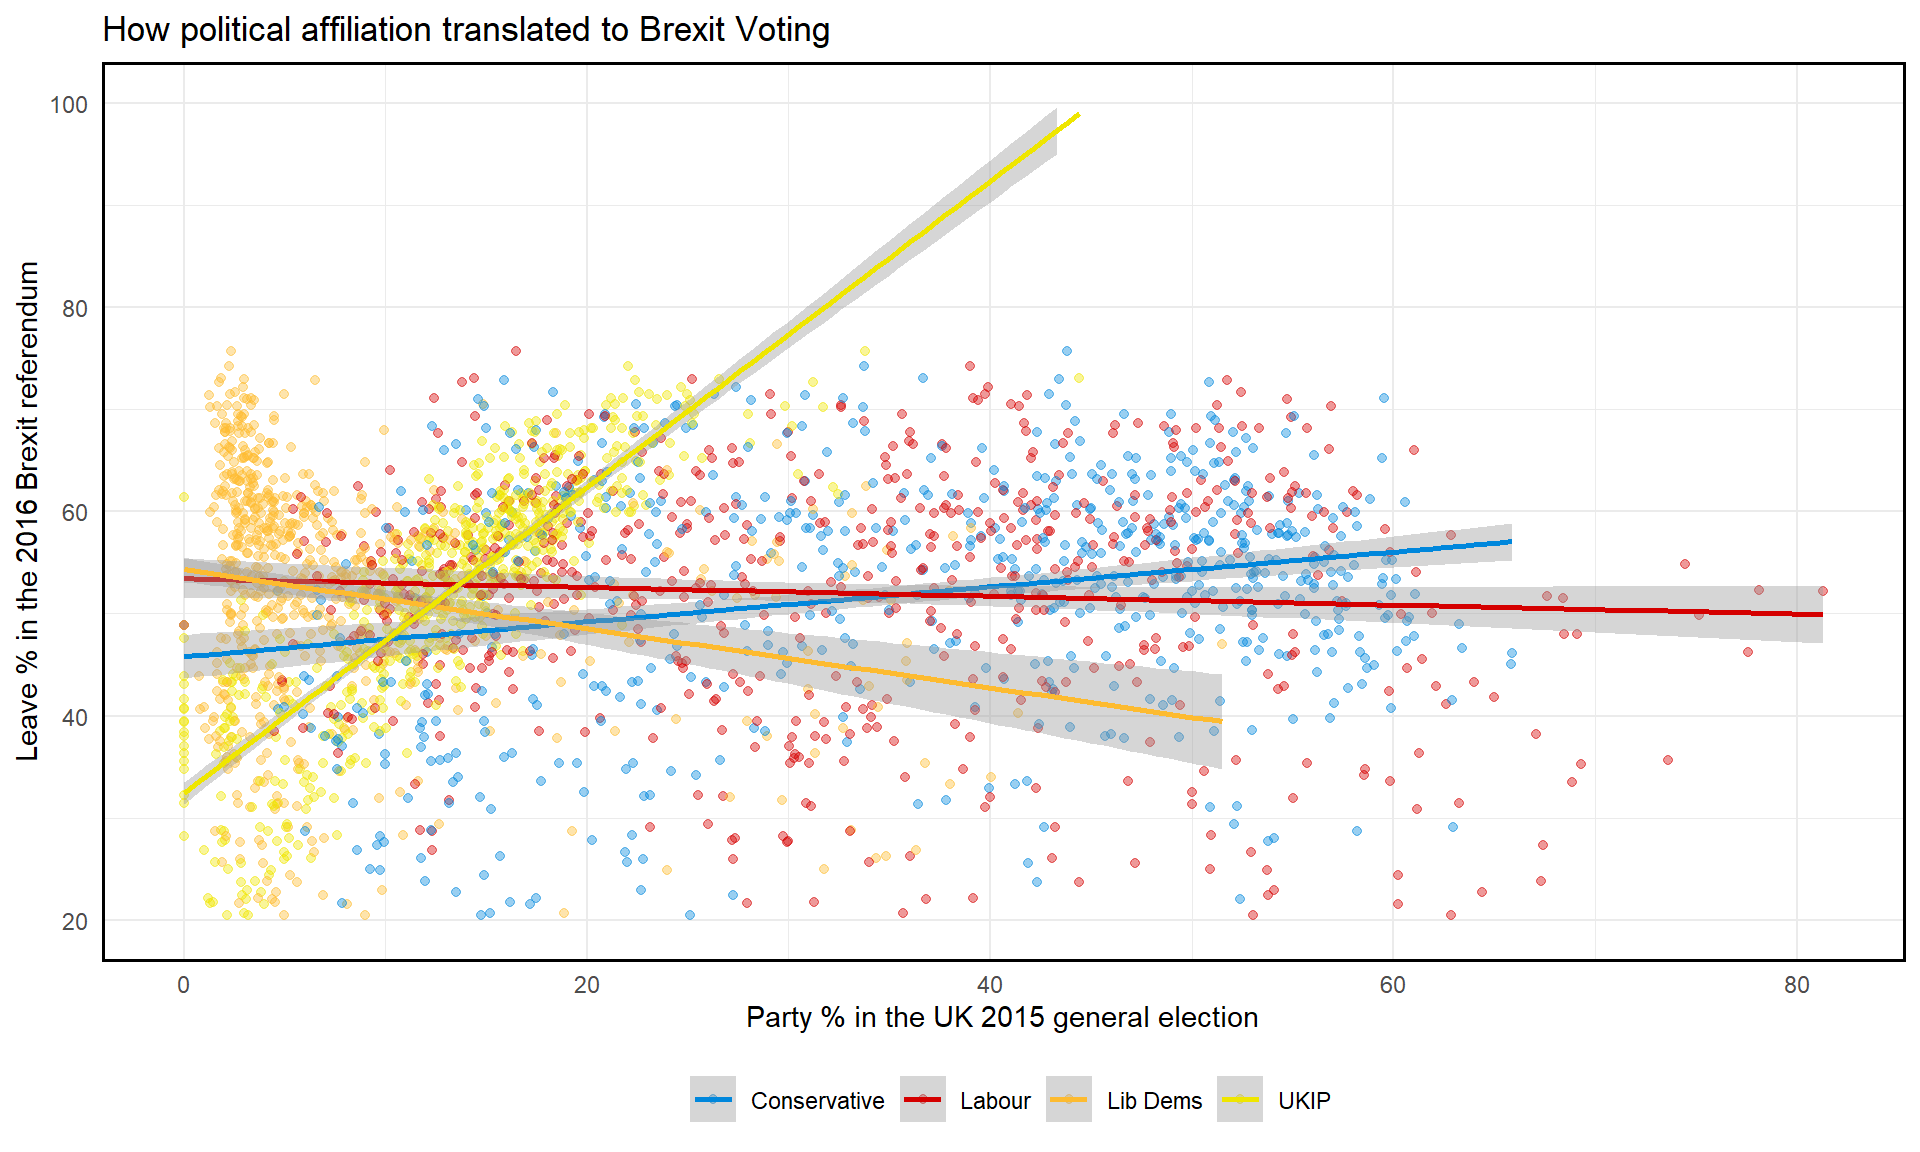 How political affiliation translated to Brexit Voting
100
80
60
40
20
Leave % in the 2016 Brexit referendum
0 20 40 60 80
Party % in the UK 2015 general election
Conservative Labour Lib Dems UKIP